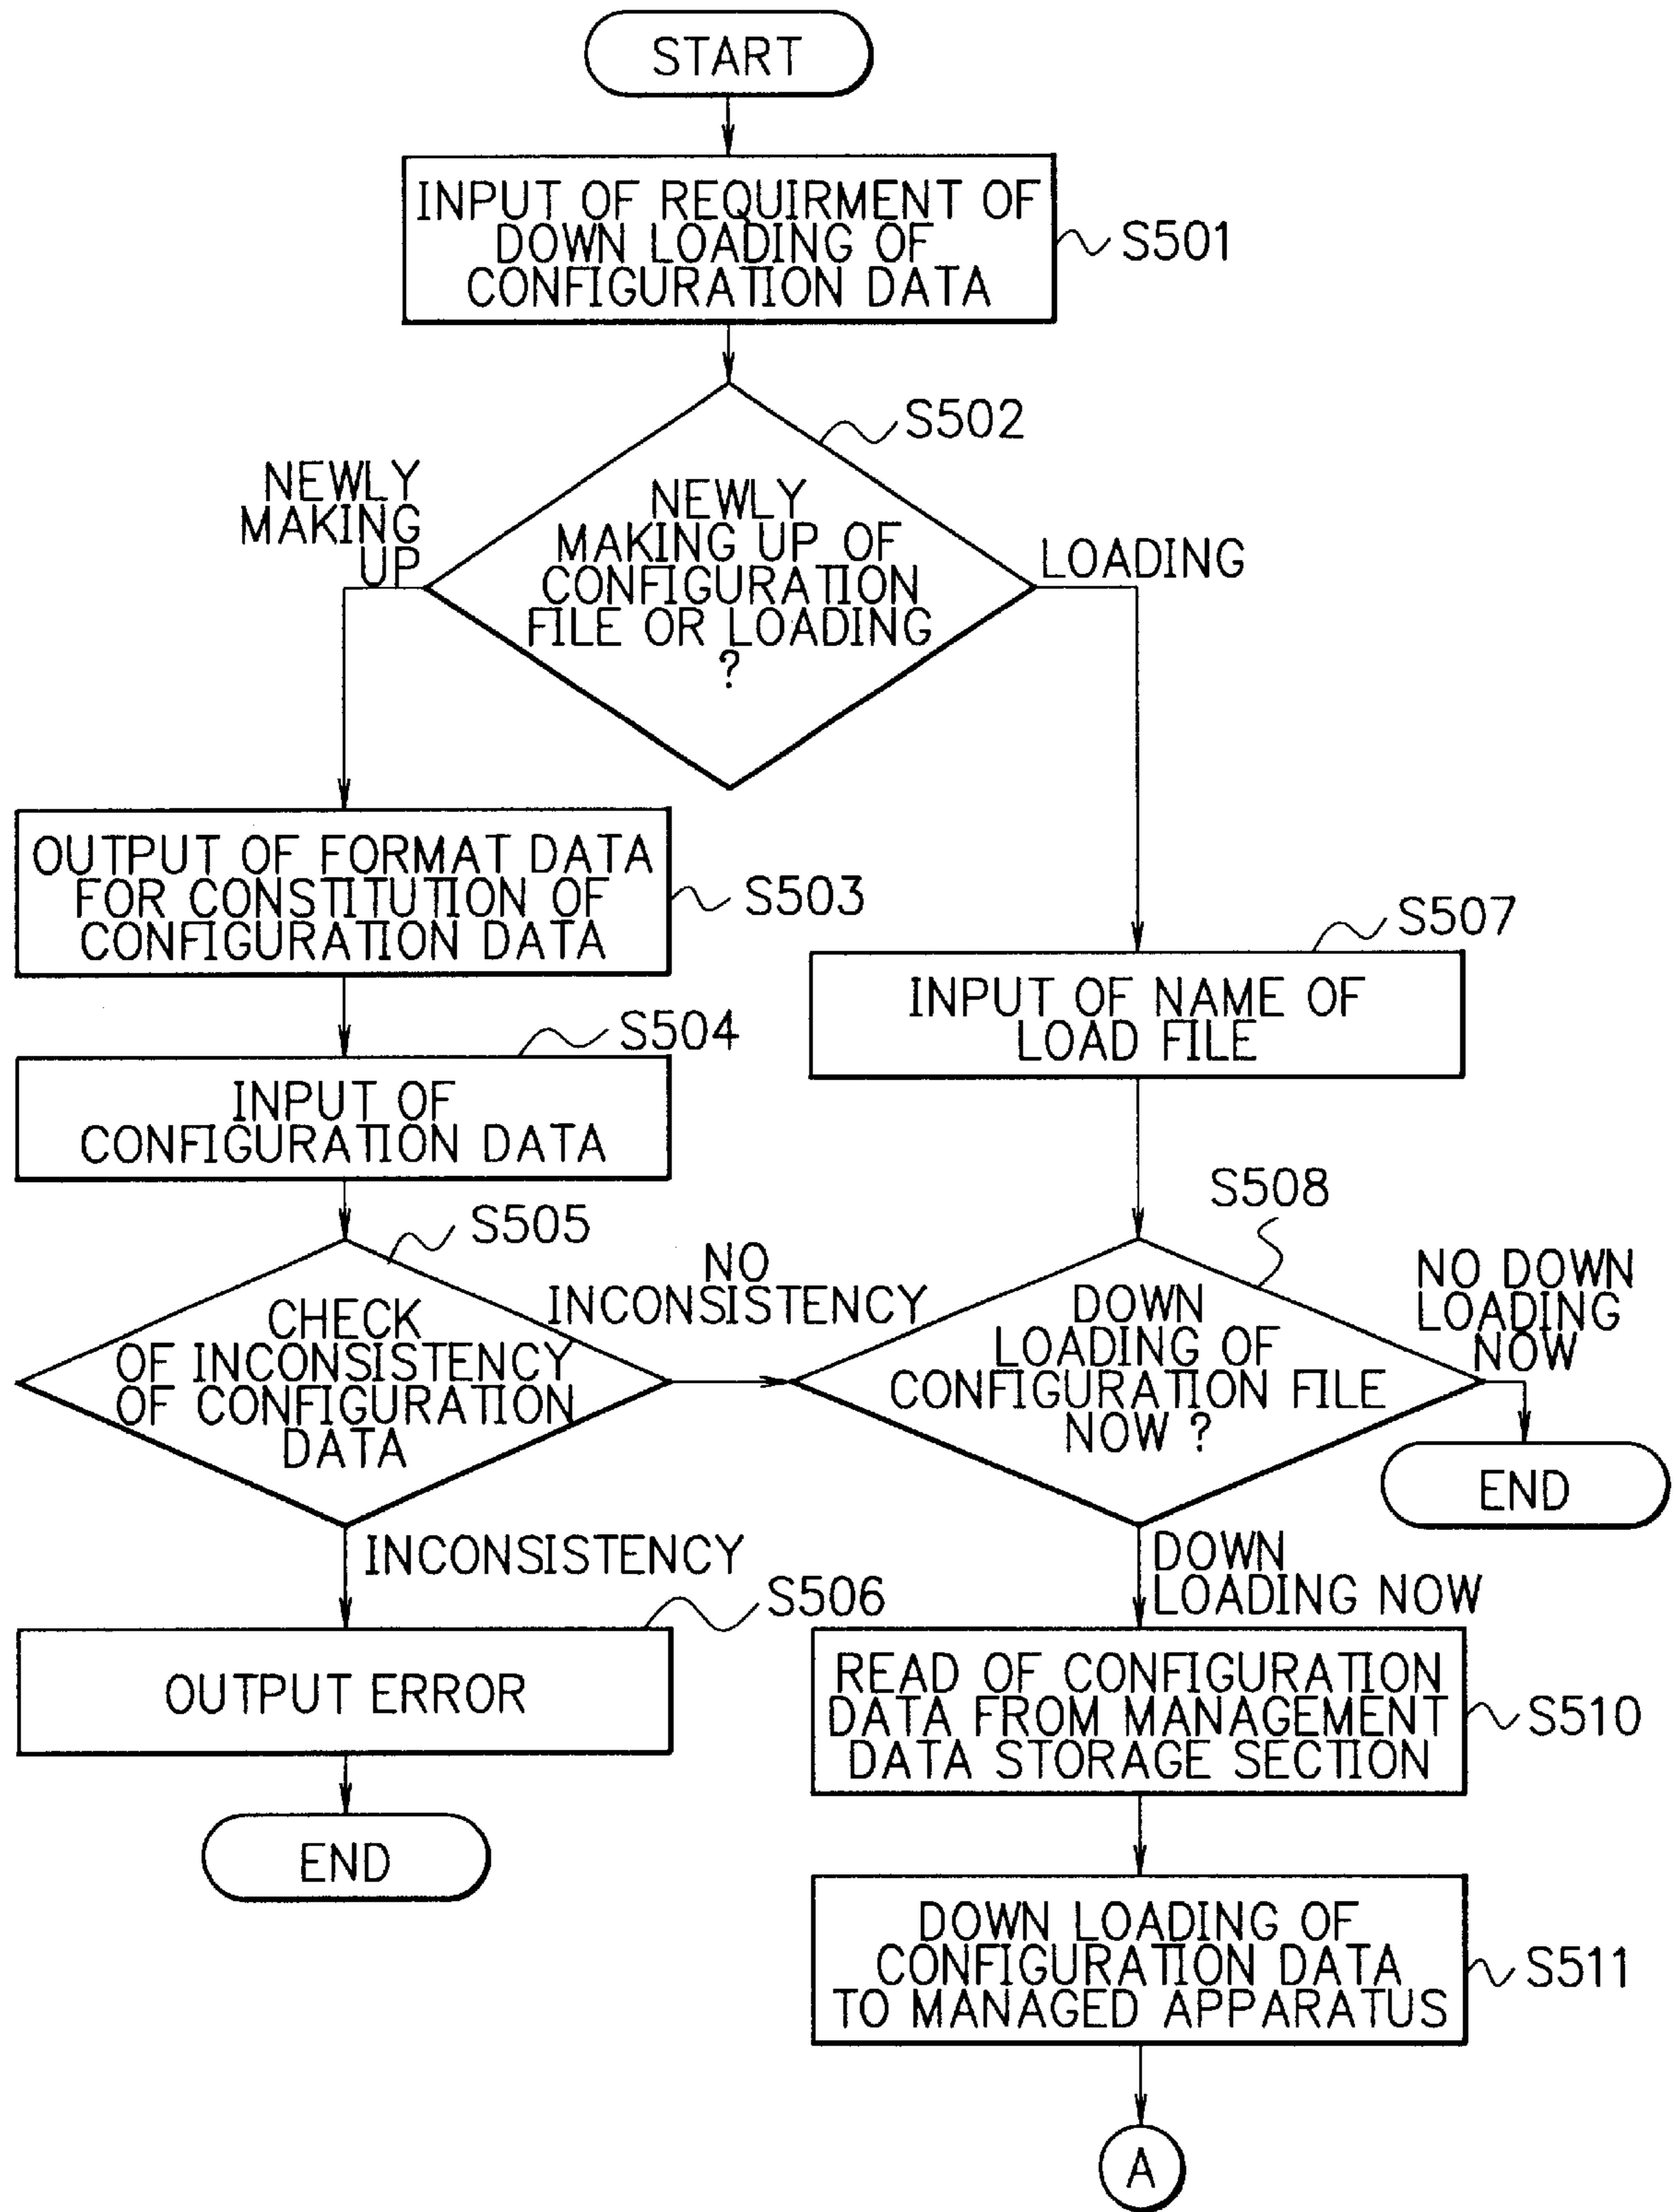 START
INPUT OF REQUIRMENT OF
DOWN LOADING OF
CONFIGURATION DATA
S501
S502
NEWLY
MAKING
UP
NEWLY
MAKING UP OF
CONFIGURATION
FILE OR LOADING
?
LOADING
OUTPUT OF FORMAT DATA
FOR CONSTITUTION OF
CONFIGURATION DATA
S503
S507
INPUT OF NAME OF
LOAD FILE
S504
INPUT OF
CONFIGURATION DATA
S505
CHECK
OF INCONSISTENCY
OF CONFIGURATION
DATA
NO
INCONSISTENCY
S508
DOWN
LOADING OF
CONFIGURATION FILE
NOW ?
NO DOWN
LOADING
NOW
END
INCONSISTENCY
DOWN
LOADING NOW
S506
OUTPUT ERROR
END
READ OF CONFIGURATION
DATA FROM MANAGEMENT
DATA STORAGE SECTION
S510
DOWN LOADING OF
CONFIGURATION DATA
TO MANAGED APPARATUS
S511
A